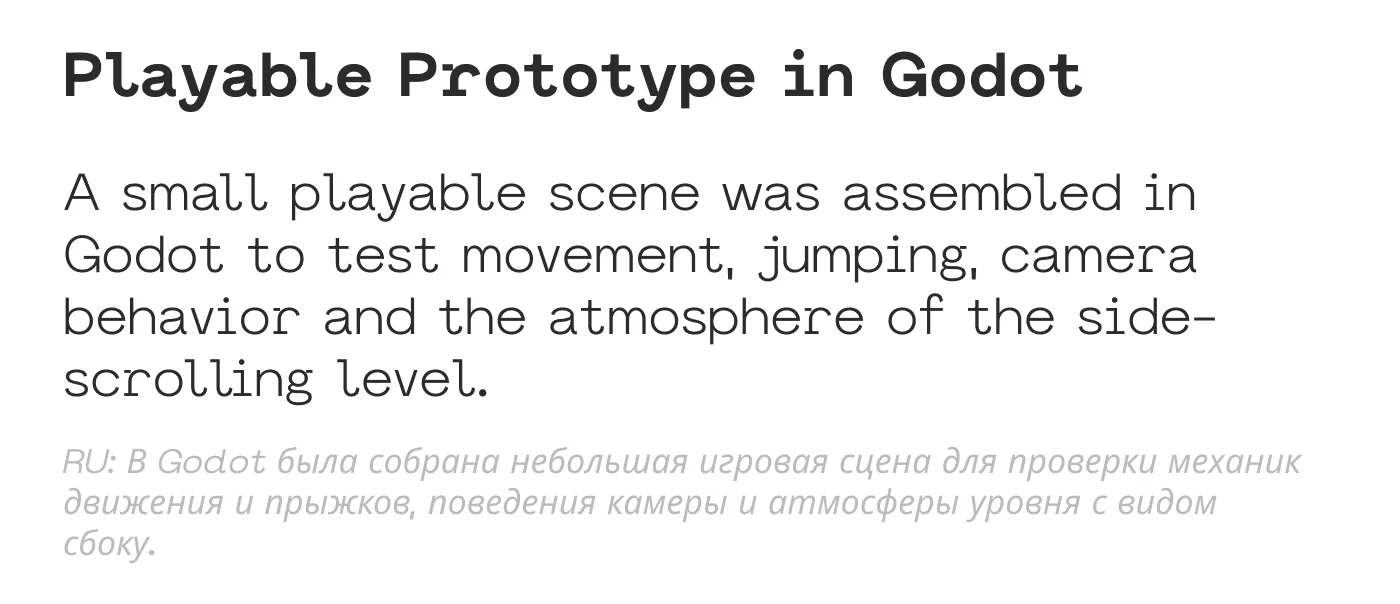 Playable Prototype in Godot
A small playable scene was assembled in
Godot to test movement, jumping, camera
behavior and the atmosphere of the side-
scrolling level.
RU: В Godot была собрана небольшая игровая сцена для проверки механик
движения и прыжков, поведения камеры и атмосферы уровня с видом
сбоку.